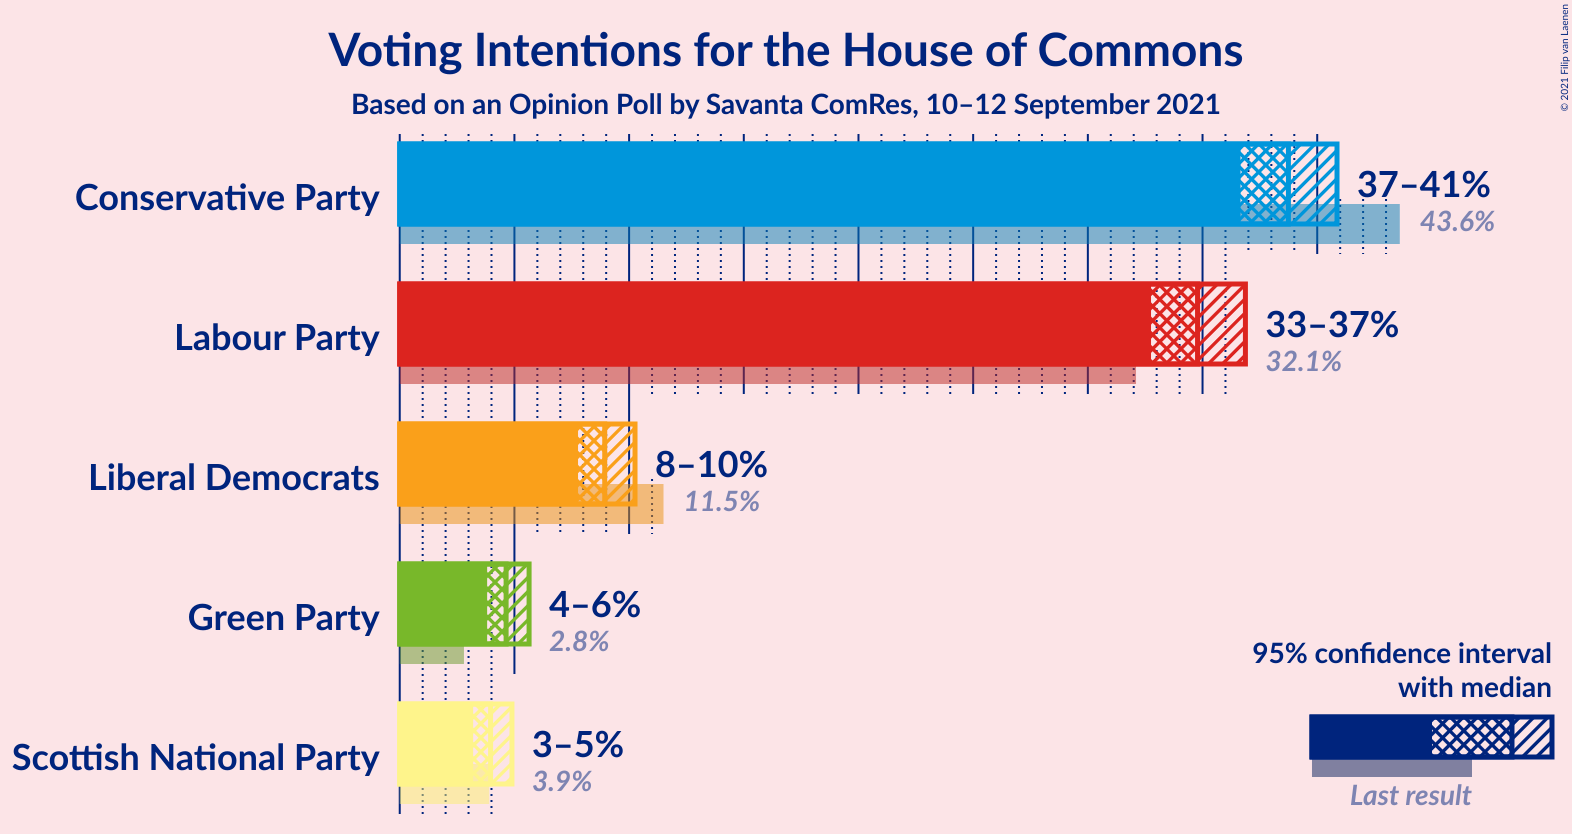 Voting Intentions for the House of Commons
Based on an Opinion Poll by Savanta ComRes, 10–12 September 2021
© 2021 Filip van Laenen
Conservative Party
37–41%
43.6%
Labour Party
33–37%
32.1%
Liberal Democrats
8–10%
11.5%
Green Party
4–6%
2.8%
Scottish National Party
3–5%
3.9%
95% confidence interval
with median
Last result